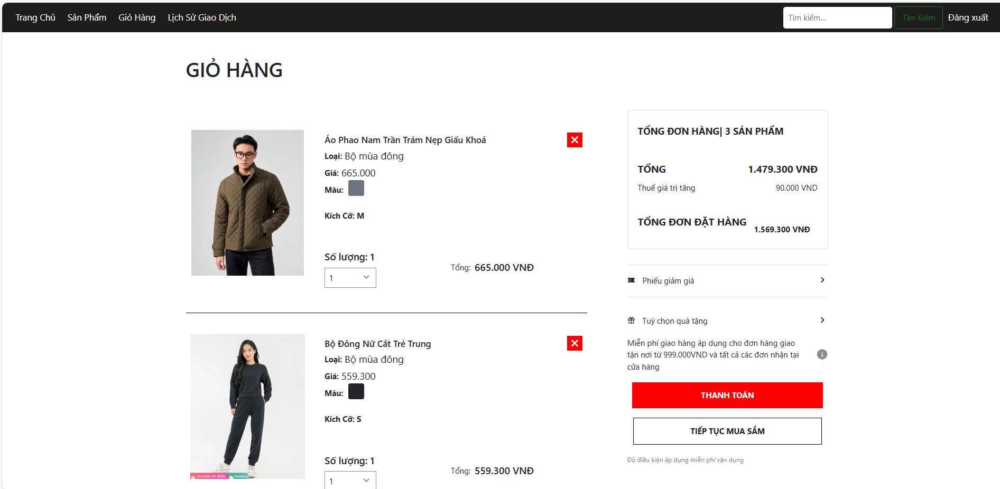 Trang Chủ Sản Phẩm Giỏ Hàng Lịch Sử Giao Dịch Tìm kiếm... Tìm Kiếm Đăng xuất
GIỎ HÀNG
Áo Phao Nam Trần Trám Nẹp Giấu Khoá
Loại: Bộ mùa đông
Giá: 665.000
Màu:
Kích Cỡ: M
Số lượng: 1
1
Tổng: 665.000 VNĐ
Bộ Đông Nữ Cắt Trẻ Trung
Loại: Bộ mùa đông
Giá: 559.300
Màu:
Kích Cỡ: S
Số lượng: 1
1
Tổng: 559.300 VNĐ
Voucher tới 200K Freeship
TỔNG ĐƠN HÀNG| 3 SẢN PHẨM
TỔNG 1.479.300 VNĐ
Thuế giá trị tăng 90.000 VND
TỔNG ĐƠN ĐẶT HÀNG 1.569.300 VNĐ
Phiếu giảm giá
Tuỳ chọn quà tặng
Miễn phí giao hàng áp dụng cho đơn hàng giao
tận nơi từ 999.000VND và tất cả các đơn nhận tại
cửa hàng
THANH TOÁN
TIẾP TỤC MUA SẮM
Đủ điều kiện áp dụng miễn phí vận dụng